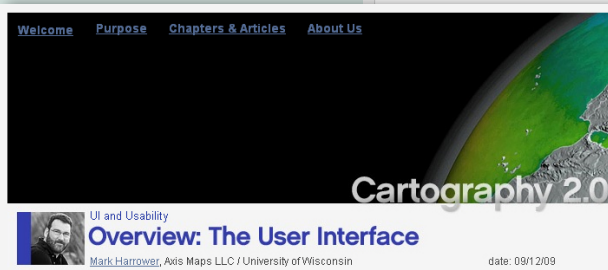 Welcome Purpose Chapters & Articles About Us
Cartography 2.0
UI and Usability
Overview: The User Interface
Mark Harrower, Axis Maps LLC / University of Wisconsin date: 09/12/09